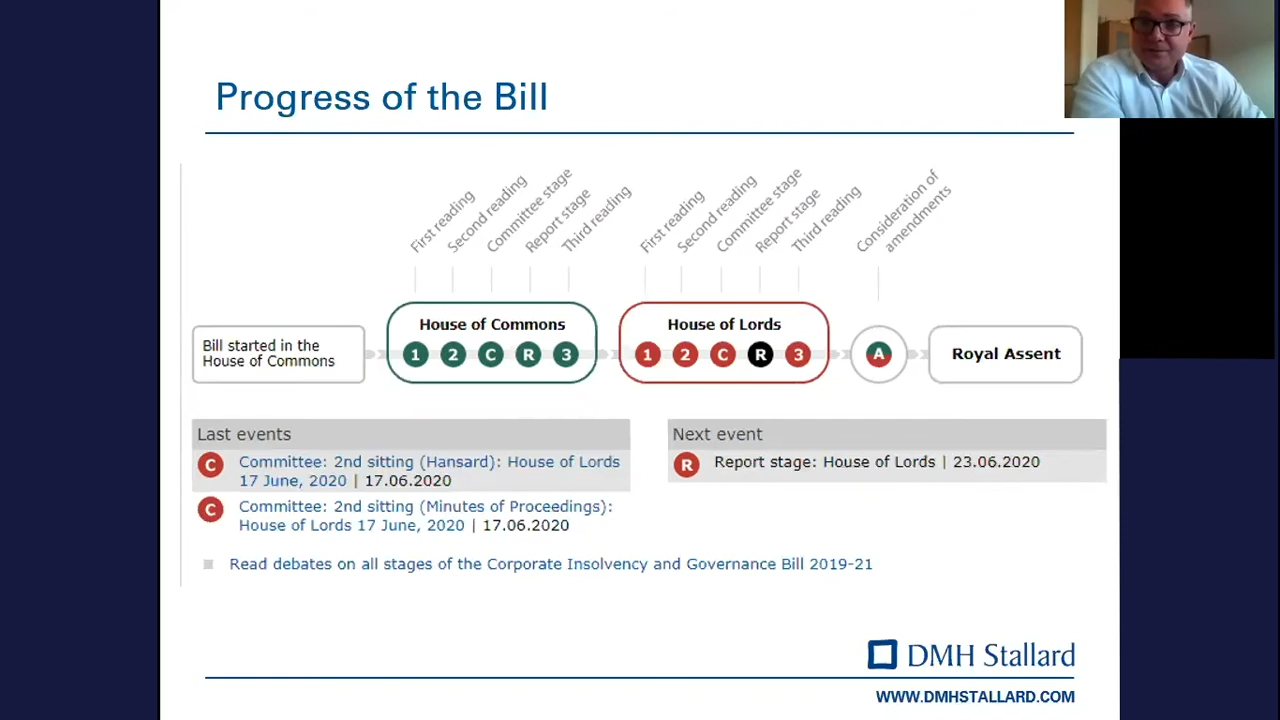 Progress of the Bill
First reading
Second reading
Committee stage
Report stage
Third reading
First reading
Second reading
Committee stage
Report stage
Third reading
Consideration of
amendments
Bill started in the
House of Commons
House of Commons
1 2 C R 3
House of Lords
1 2 C R 3
A
Royal Assent
Last events
C Committee: 2nd sitting (Hansard): House of Lords
17 June, 2020 | 17.06.2020
C Committee: 2nd sitting (Minutes of Proceedings):
House of Lords 17 June, 2020 | 17.06.2020
Next event
R Report stage: House of Lords | 23.06.2020
Read debates on all stages of the Corporate Insolvency and Governance Bill 2019-21
DMH Stallard
WWW.DMHSTALLARD.COM